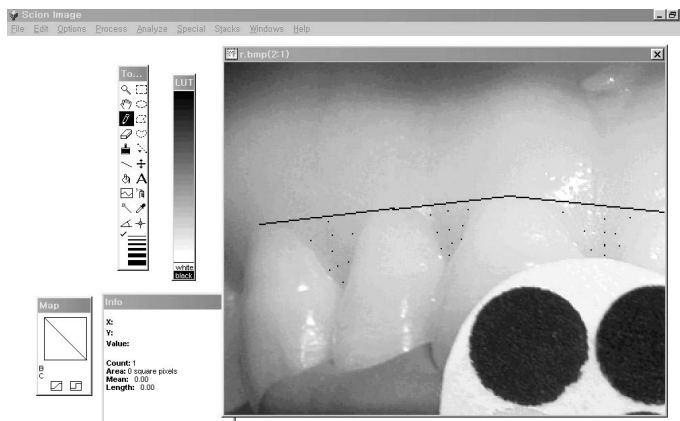 Scion Image
File Edit Options Process Analyze Special Stacks Windows Help
r.bmp(2:1)
To...
LUT
A
white
black
Map
B
C
Info
X:
Y:
Value:
Count: 1
Area: 0 square pixels
Mean: 0.00
Length: 0.00